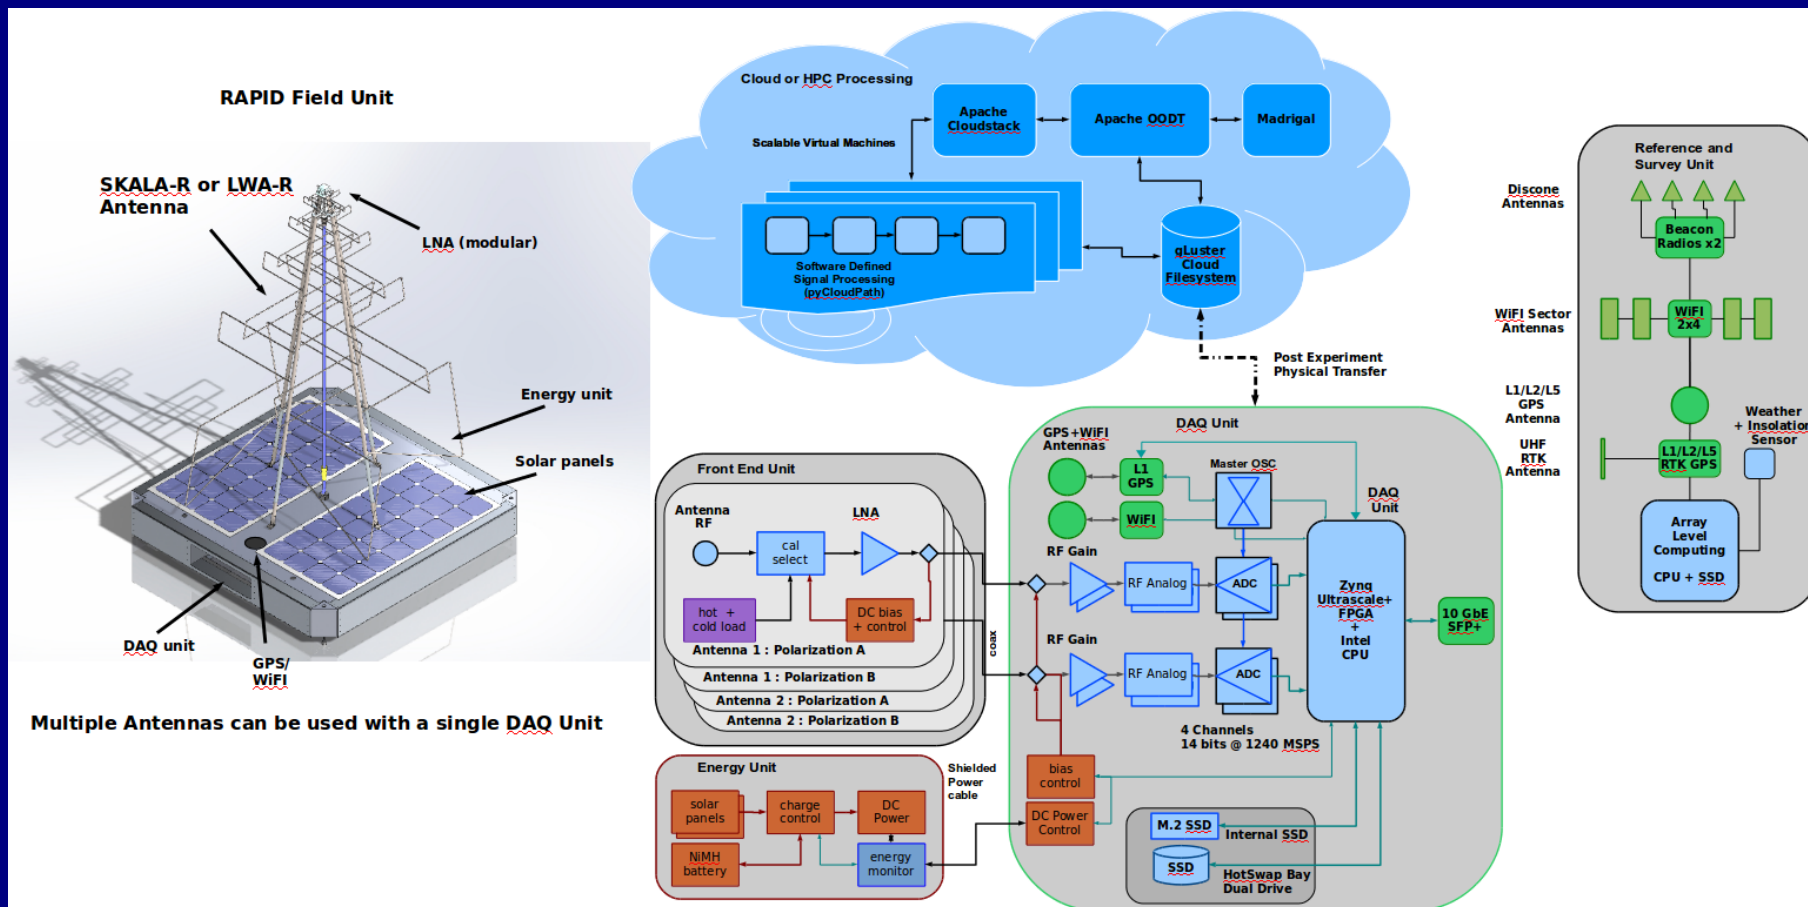 RAPID Field Unit
SKALA-R or LWA-R
Antenna
LNA (modular)
Energy unit
Solar panels
DAQ unit
GPS/
WiFI
Multiple Antennas can be used with a single DAQ Unit
Cloud or HPC Processing
Apache
Cloudstack
Apache OODT
Madrigal
Scalable Virtual Machines
Software Defined
Signal Processing
(pyCloudPath)
gLuster
Cloud
Filesystem
Post Experiment
Physical Transfer
Front End Unit
Antenna
RF
LNA
cal
select
hot +
cold load
DC bias
+ control
Antenna 1 : Polarization A
Antenna 1 : Polarization B
Antenna 2 : Polarization A
Antenna 2 : Polarization B
coax
Energy Unit
solar
panels
charge
control
DC
Power
NiMH
battery
energy
monitor
Shielded
Power
cable
DAQ Unit
GPS+WiFI
Antennas
L1
GPS
WiFI
Master OSC
DAQ
Unit
RF Gain
RF Analog
ADC
RF Gain
RF Analog
ADC
Zynq
Ultrascale+
FPGA
+
Intel
CPU
10 GbE
SFP+
4 Channels
14 bits @ 1240 MSPS
bias
control
DC Power
Control
M.2 SSD
Internal SSD
SSD
HotSwap Bay
Dual Drive
Reference and
Survey Unit
Discone
Antennas
Beacon
Radios x2
WiFI Sector
Antennas
WiFI
2x4
L1/L2/L5
GPS
Antenna
UHF
RTK
Antenna
L1/L2/L5
RTK GPS
Weather
+ Insolation
Sensor
Array
Level
Computing
CPU + SSD